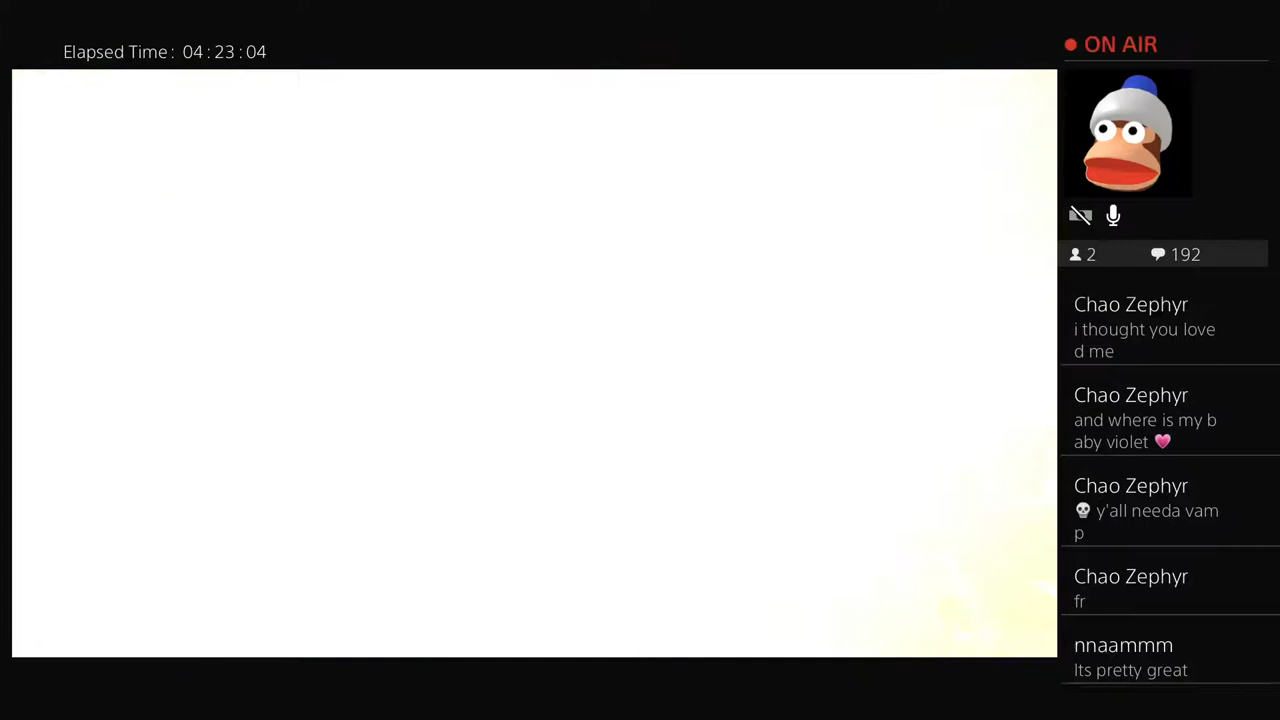 Elapsed Time: 04:23:04
ON AIR
2 192
Chao Zephyr
i thought you love
d me
Chao Zephyr
and where is my b
aby violet 💗
Chao Zephyr
💀 y'all needa vam
p
Chao Zephyr
fr
nnaammm
Its pretty great